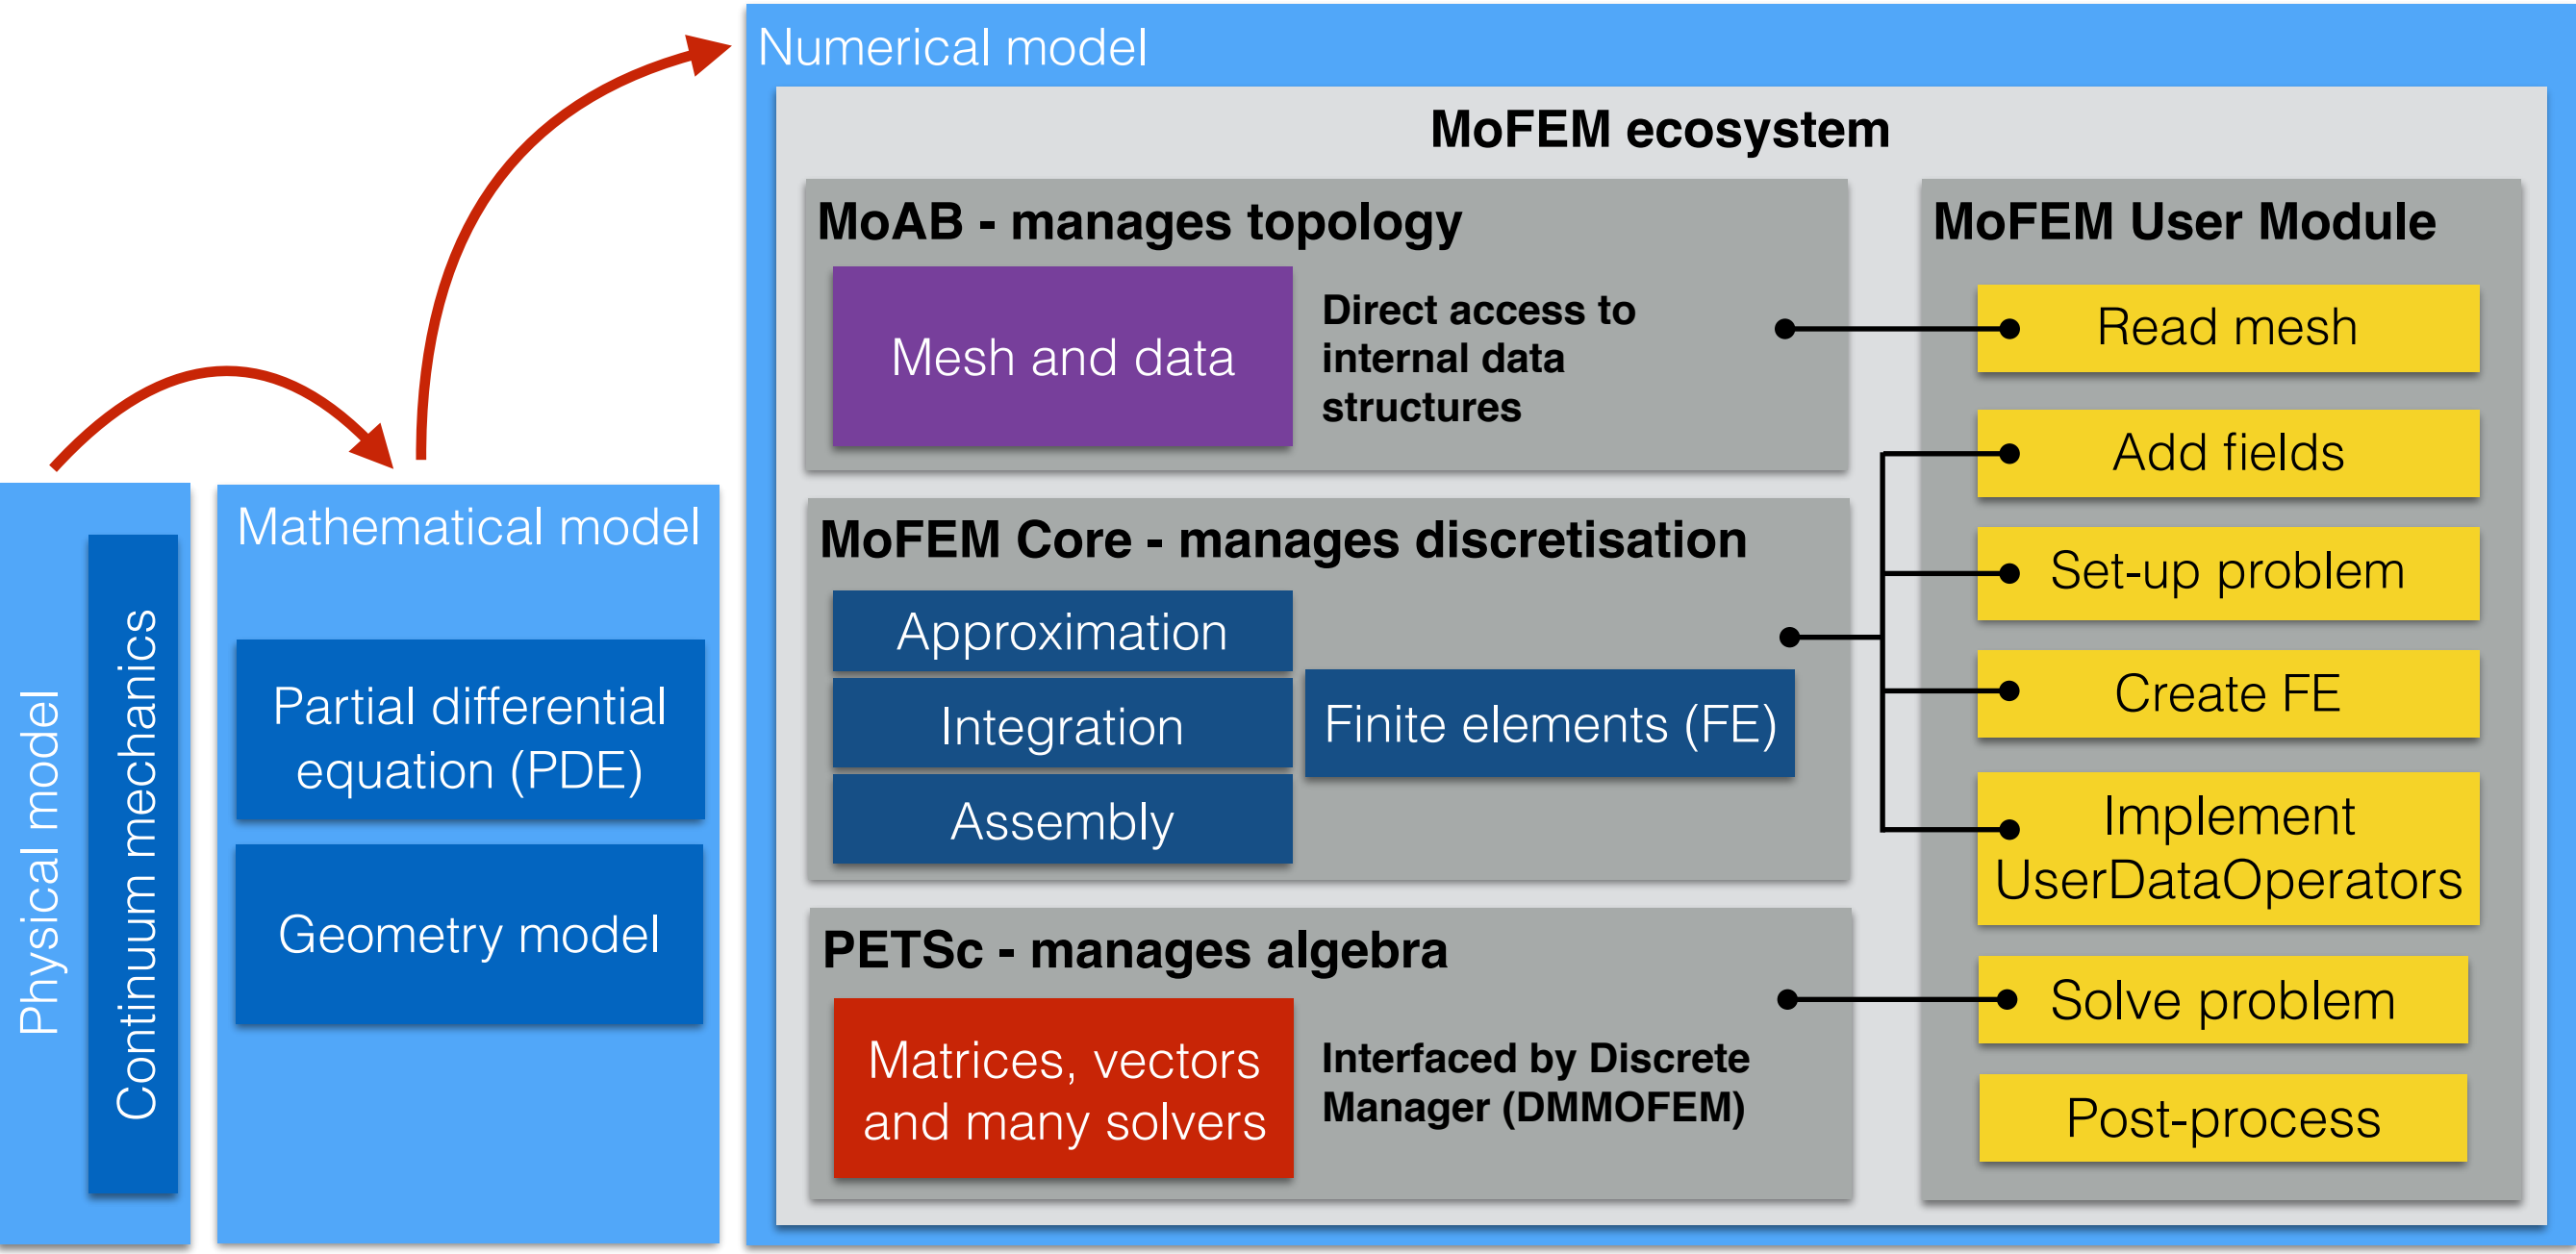 Physical model
Continuum mechanics
Mathematical model
Partial differential
equation (PDE)
Geometry model
Numerical model
MoFEM ecosystem
MoAB - manages topology
Mesh and data
Direct access to
internal data
structures
MoFEM Core - manages discretisation
Approximation
Integration
Assembly
Finite elements (FE)
PETSc - manages algebra
Matrices, vectors
and many solvers
Interfaced by Discrete
Manager (DMMOFEM)
MoFEM User Module
Read mesh
Add fields
Set-up problem
Create FE
Implement
UserDataOperators
Solve problem
Post-process